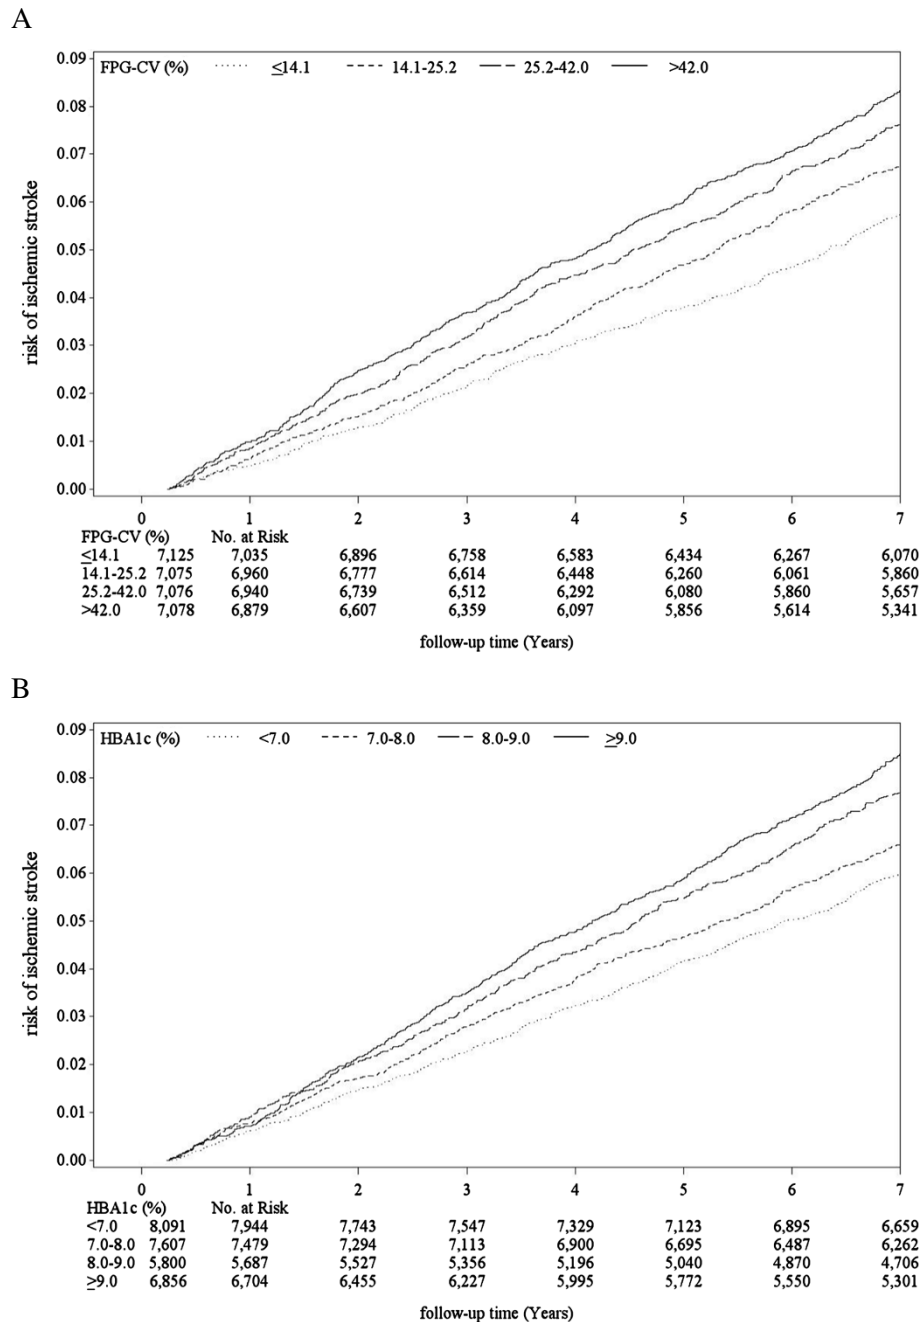 A
FPG-CV (%) ≤14.1 14.1-25.2 25.2-42.0 >42.0
0.09
0.08
0.07
0.06
0.05
0.04
0.03
0.02
0.01
0.00
risk of ischemic stroke
0 1 2 3 4 5 6 7
FPG-CV (%) No. at Risk
≤14.1 7,125 7,035 6,896 6,758 6,583 6,434 6,267 6,070
14.1-25.2 7,075 6,960 6,777 6,614 6,448 6,260 6,061 5,860
25.2-42.0 7,076 6,940 6,739 6,512 6,292 6,080 5,860 5,657
>42.0 7,078 6,879 6,607 6,359 6,097 5,856 5,614 5,341
follow-up time (Years)
B
HBA1c (%) <7.0 7.0-8.0 8.0-9.0 ≥9.0
0.09
0.08
0.07
0.06
0.05
0.04
0.03
0.02
0.01
0.00
risk of ischemic stroke
0 1 2 3 4 5 6 7
HBA1c (%) No. at Risk
<7.0 8,091 7,944 7,743 7,547 7,329 7,123 6,895 6,659
7.0-8.0 7,607 7,479 7,294 7,113 6,900 6,695 6,487 6,262
8.0-9.0 5,800 5,687 5,527 5,356 5,196 5,040 4,870 4,706
≥9.0 6,856 6,704 6,455 6,227 5,995 5,772 5,550 5,301
follow-up time (Years)